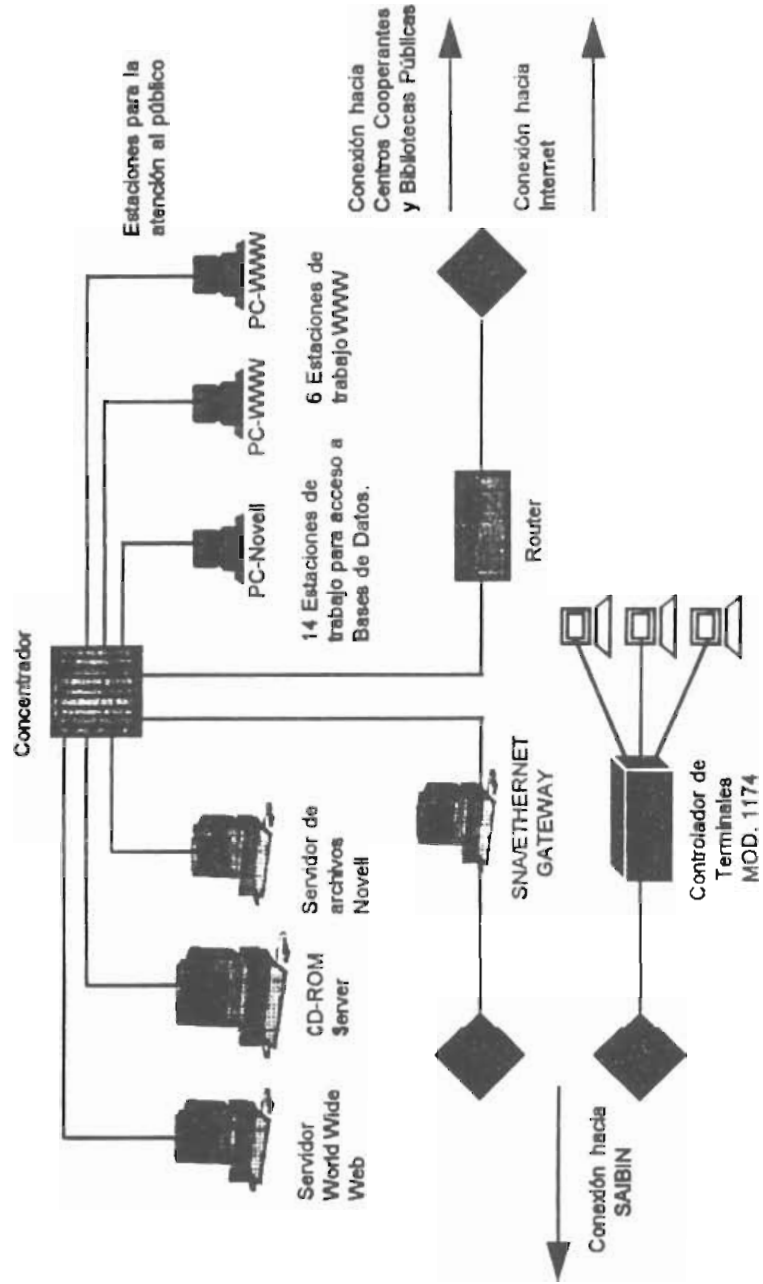 Concentrador
Estaciones para la
atención al público
Servidor
World Wide
Web
CD-ROM
Server
Servidor de
archivos
Novell
PC-Novell
PC-WWW
PC-WWW
14 Estaciones de
trabajo para acceso a
Bases de Datos.
6 Estaciones de
trabajo WWW
SNA/ETHERNET
GATEWAY
Router
Conexión hacia
Centros Cooperantes
y Bibliotecas Públicas
Conexión hacia
Internet
Conexión hacia
SAIBIN
Controlador de
Terminales
MOD. 1174